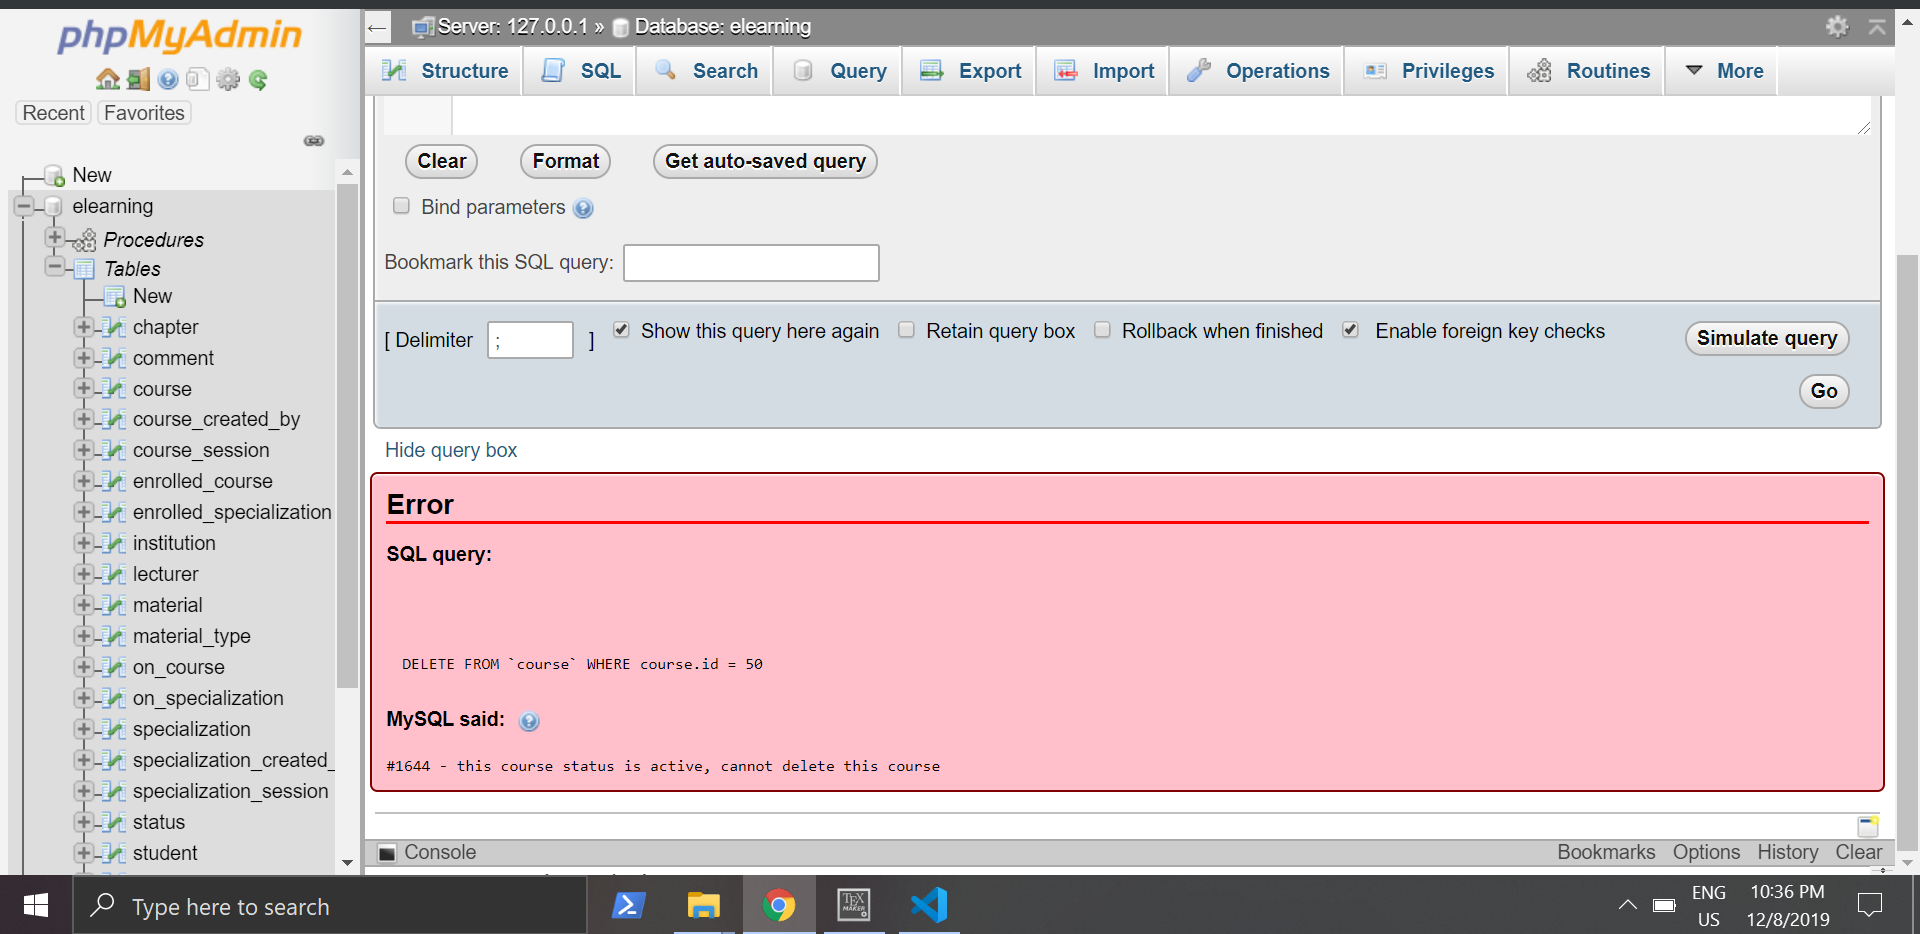 phpMyAdmin
Recent Favorites
New
elearning
Procedures
Tables
New
chapter
comment
course
course_created_by
course_session
enrolled_course
enrolled_specialization
institution
lecturer
material
material_type
on_course
on_specialization
specialization
specialization_created_
specialization_session
status
student
← Server: 127.0.0.1 » Database: elearning
Structure SQL Search Query Export Import Operations Privileges Routines More
Clear Format Get auto-saved query
Bind parameters
Bookmark this SQL query:
[ Delimiter ; ] Show this query here again Retain query box Rollback when finished Enable foreign key checks Simulate query
Go
Hide query box
Error
SQL query:
DELETE FROM `course` WHERE course.id = 50
MySQL said:
#1644 - this course status is active, cannot delete this course
Console Bookmarks Options History Clear
Type here to search
TEX
MAKER
ENG
US
10:36 PM
12/8/2019